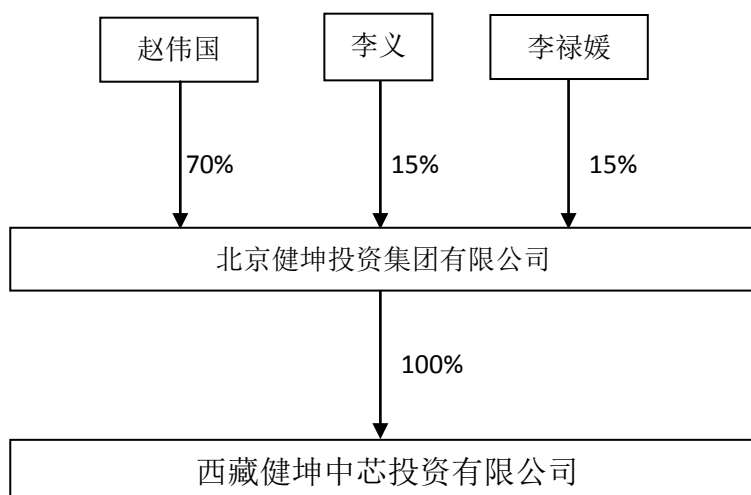 赵伟国
李义
李禄媛
70%
15%
15%
北京健坤投资集团有限公司
100%
西藏健坤中芯投资有限公司